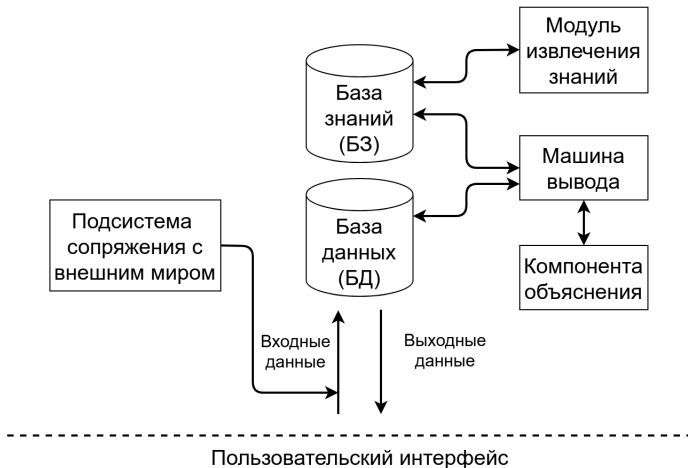 Модуль
извлечения
знаний
База
знаний
(БЗ)
Машина
вывода
База
данных
(БД)
Подсистема
сопряжения с
внешним миром
Компонента
объяснения
Входные
данные
Выходные
данные
Пользовательский интерфейс